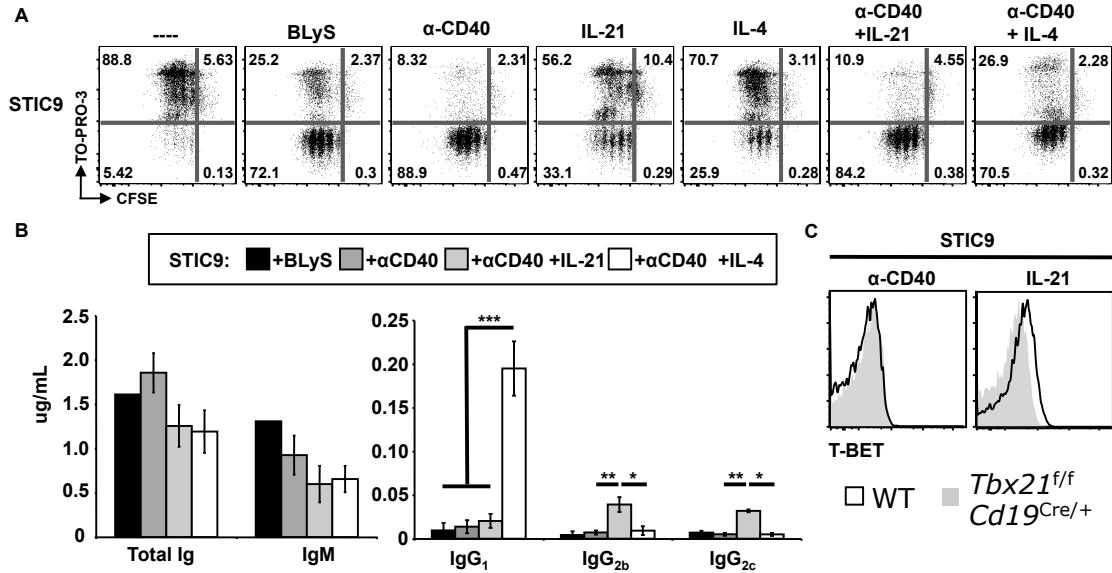 A
---- BLyS α-CD40 IL-21 IL-4 α-CD40 +IL-21 α-CD40 + IL-4
STIC9
TO-PRO-3
CFSE
88.8 5.63 25.2 2.37 8.32 2.31 56.2 10.4 70.7 3.11 10.9 4.55 26.9 2.28
5.42 0.13 72.1 0.3 88.9 0.47 33.1 0.29 25.9 0.28 84.2 0.38 70.5 0.32
B
STIC9: +BLyS +αCD40 +αCD40 +IL-21 +αCD40 +IL-4
ug/mL
2.5
2.0
1.5
1.0
0.5
0
Total Ig IgM
0.25
0.20
0.15
0.10
0.05
0
***
** *
** *
IgG1 IgG2b IgG2c
C
STIC9
α-CD40 IL-21
T-BET
WT Tbx21f/f
Cd19Cre/+